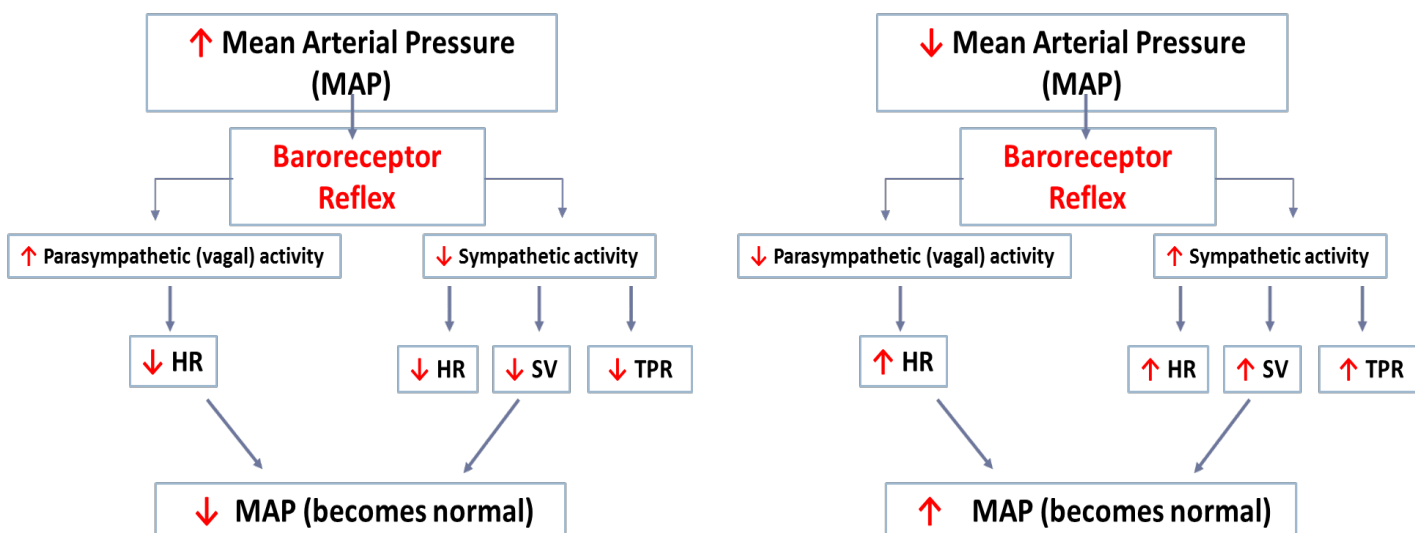 ↑ Mean Arterial Pressure
(MAP)
Baroreceptor
Reflex
↑ Parasympathetic (vagal) activity
↓ Sympathetic activity
↓ HR
↓ HR
↓ SV
↓ TPR
↓ MAP (becomes normal)
↓ Mean Arterial Pressure
(MAP)
Baroreceptor
Reflex
↓ Parasympathetic (vagal) activity
↑ Sympathetic activity
↑ HR
↑ HR
↑ SV
↑ TPR
↑ MAP (becomes normal)